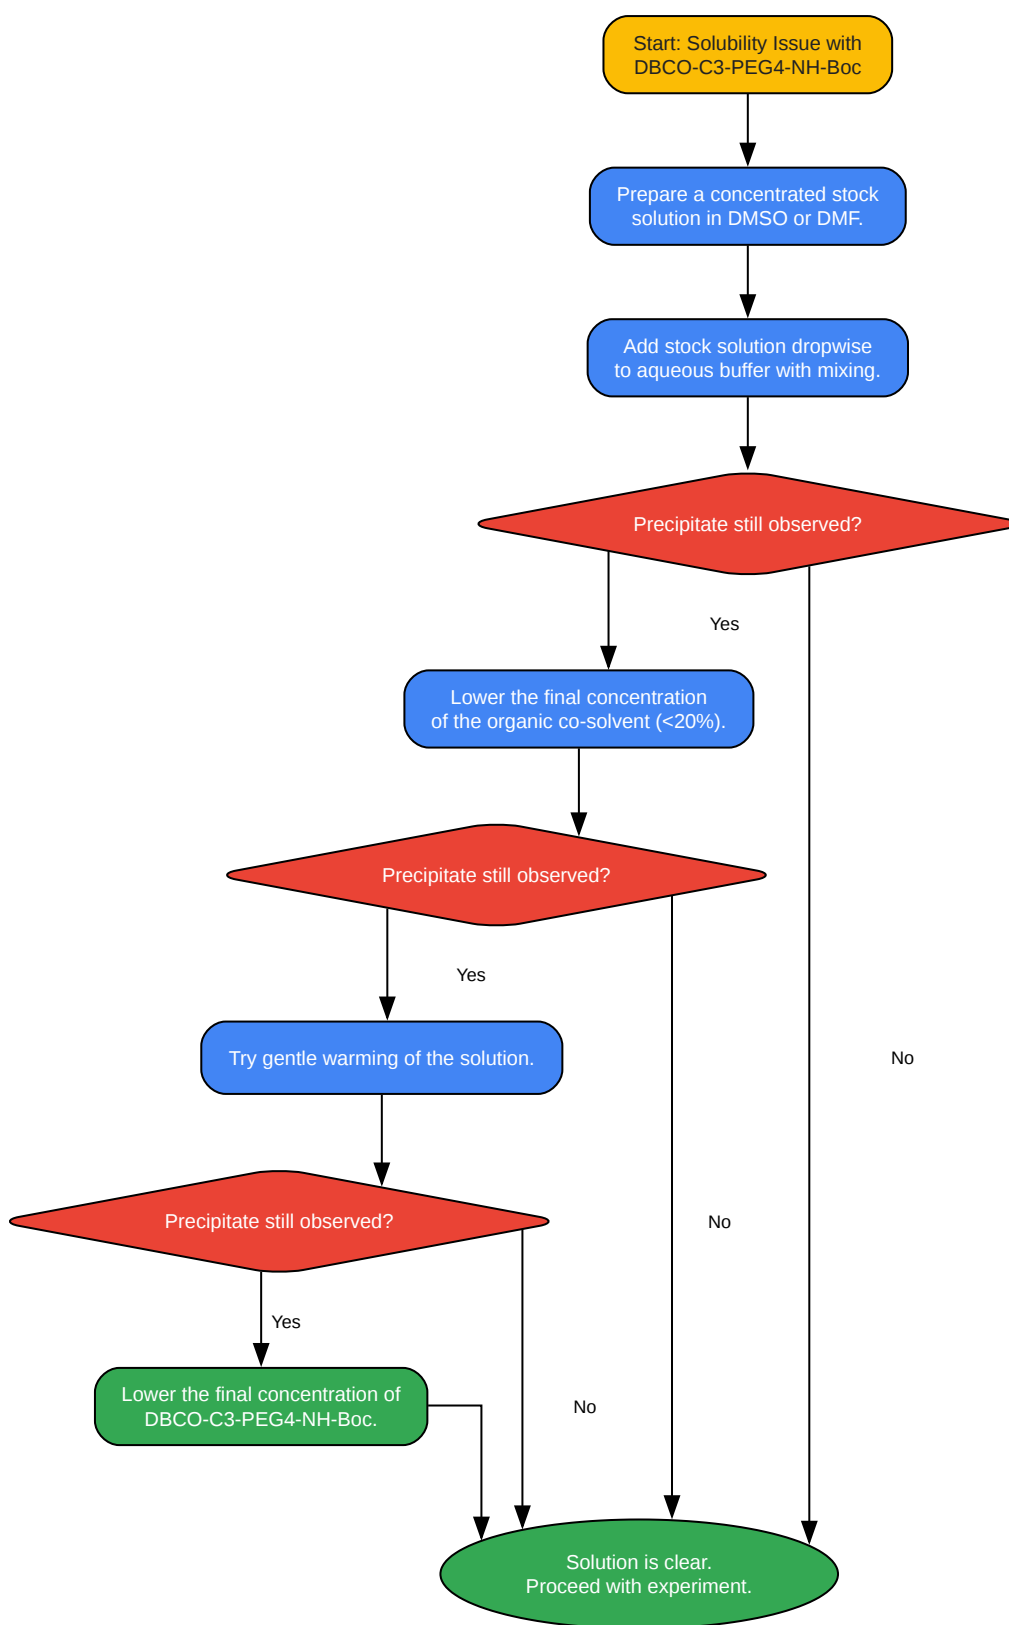 Start: Solubility Issue with
DBCO-C3-PEG4-NH-Boc
Prepare a concentrated stock
solution in DMSO or DMF.
Add stock solution dropwise
to aqueous buffer with mixing.
Precipitate still observed?
Yes
Lower the final concentration
of the organic co-solvent (<20%).
Precipitate still observed?
Yes
Try gentle warming of the solution.
No
Precipitate still observed?
No
Yes
Lower the final concentration of
DBCO-C3-PEG4-NH-Boc.
No
Solution is clear.
Proceed with experiment.